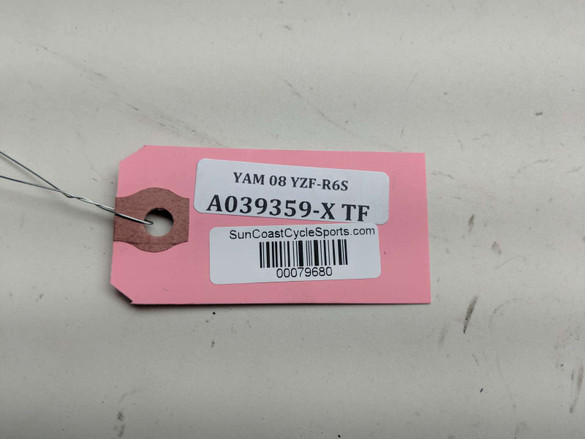 YAM 08 YZF-R6S
A039359-X TF
SunCoastCycleSports.com
00079680